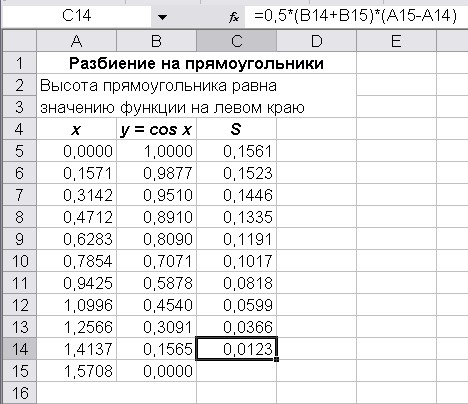 C14 fx =0,5*(B14+B15)*(A15-A14)
A B C D E F
1 Разбиение на прямоугольники
2 Высота прямоугольника равна
3 значению функции на левом краю
4 x y = cos x S
5 0,0000 1,0000 0,1561
6 0,1571 0,9877 0,1523
7 0,3142 0,9510 0,1446
8 0,4712 0,8910 0,1335
9 0,6283 0,8090 0,1191
10 0,7854 0,7071 0,1017
11 0,9425 0,5878 0,0818
12 1,0996 0,4540 0,0599
13 1,2566 0,3091 0,0366
14 1,4137 0,1565 0,0123
15 1,5708 0,0000
16